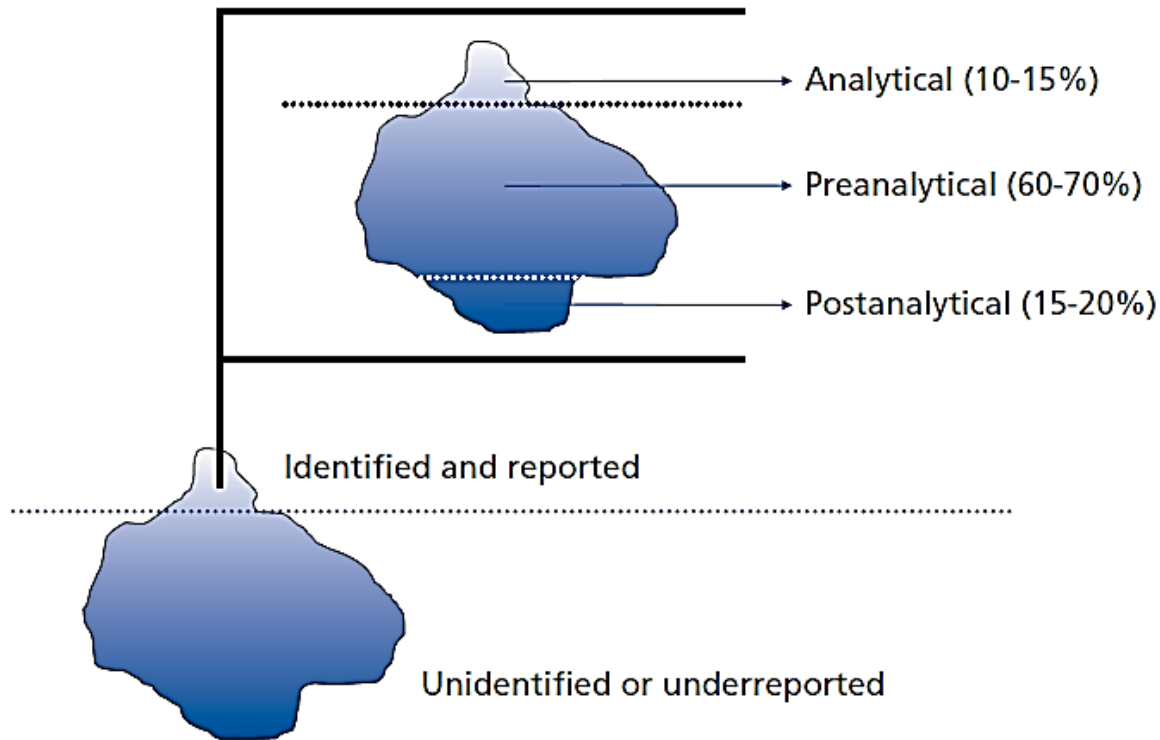 Analytical (10-15%)
Preanalytical (60-70%)
Postanalytical (15-20%)
Identified and reported
Unidentified or underreported